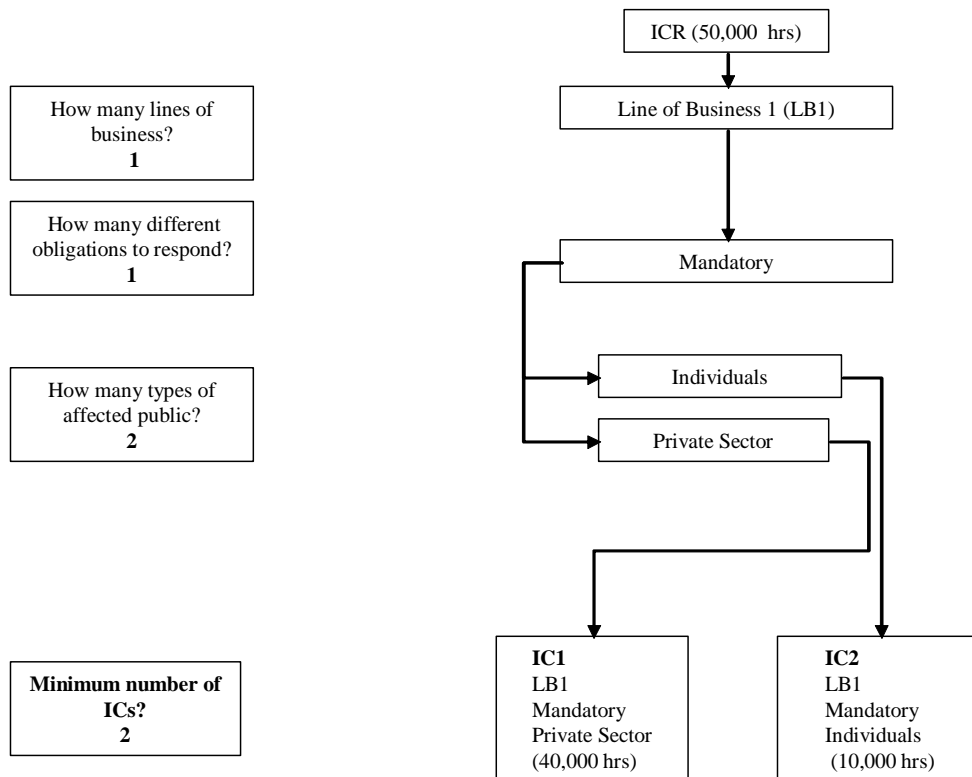 ICR (50,000 hrs)
How many lines of
business?
1
Line of Business 1 (LB1)
How many different
obligations to respond?
1
Mandatory
How many types of
affected public?
2
Individuals
Private Sector
Minimum number of
ICs?
2
IC1
LB1
Mandatory
Private Sector
(40,000 hrs)
IC2
LB1
Mandatory
Individuals
(10,000 hrs)